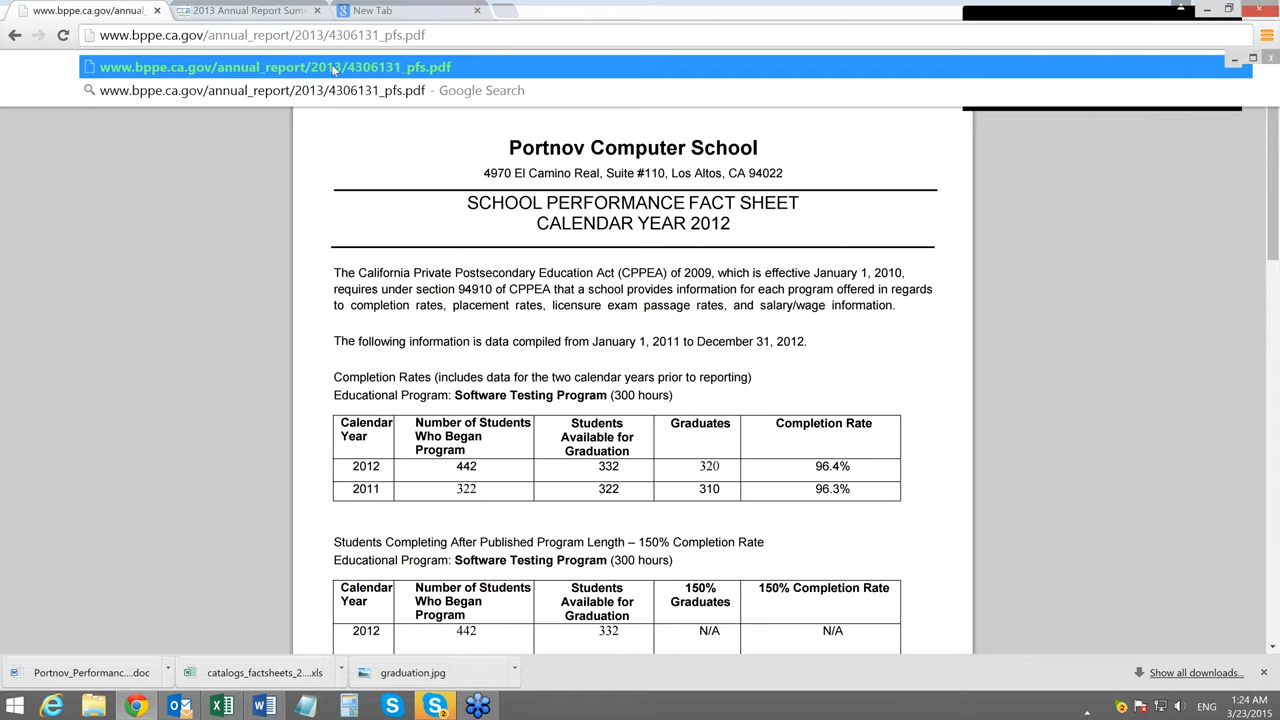 www.bppe.ca.gov/annual
2013 Annual Report Summ
New Tab
www.bppe.ca.gov/annual_report/2013/4306131_pfs.pdf
www.bppe.ca.gov/annual_report/2013/4306131_pfs.pdf
www.bppe.ca.gov/annual_report/2013/4306131_pfs.pdf - Google Search
Portnov Computer School
4970 El Camino Real, Suite #110, Los Altos, CA 94022
SCHOOL PERFORMANCE FACT SHEET
CALENDAR YEAR 2012
The California Private Postsecondary Education Act (CPPEA) of 2009, which is effective January 1, 2010,
requires under section 94910 of CPPEA that a school provides information for each program offered in regards
to completion rates, placement rates, licensure exam passage rates, and salary/wage information.
The following information is data compiled from January 1, 2011 to December 31, 2012.
Completion Rates (includes data for the two calendar years prior to reporting)
Educational Program: Software Testing Program (300 hours)
Calendar Year Number of Students Who Began Program Students Available for Graduation Graduates Completion Rate
2012 442 332 320 96.4%
2011 322 322 310 96.3%
Students Completing After Published Program Length – 150% Completion Rate
Educational Program: Software Testing Program (300 hours)
Calendar Year Number of Students Who Began Program Students Available for Graduation 150% Graduates 150% Completion Rate
2012 442 332 N/A N/A
Portnov_Performanc....doc
catalogs_factsheets_2....xls
graduation.jpg
Show all downloads...
ENG
1:24 AM
3/23/2015